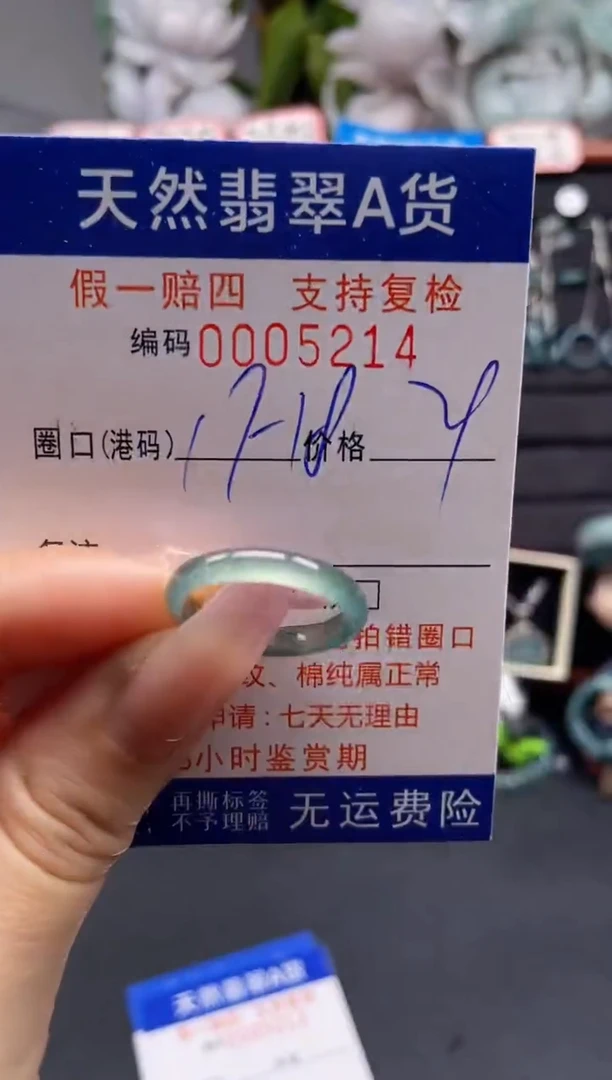 天然翡翠A货
假一赔四 支持复检
编码0005214
圈口(港码) 17-18 价格 y
拍错圈口
纹、棉纯属正常
申请:七天无理由
小时鉴赏期
再撕标签
不予理赔
无运费险
天然翡翠A货